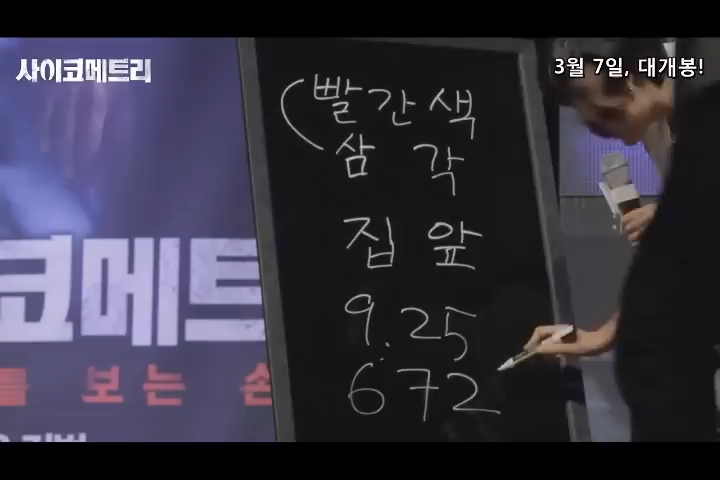 사이코메트리
3월 7일, 대개봉!
빨간색
삼각
집 앞
9.25
672
코메트
를 보는 손